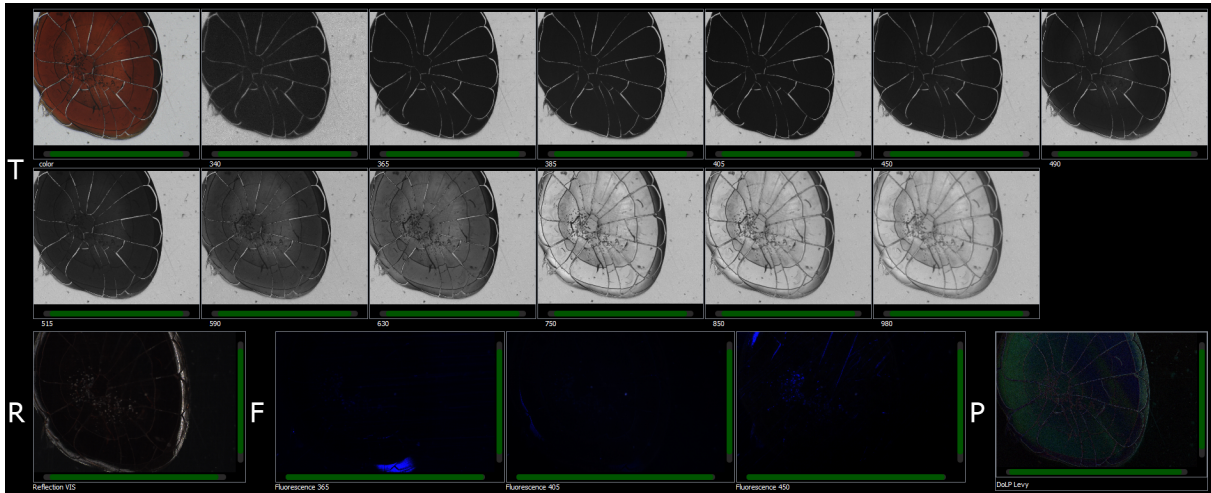 T
color 340 365 385 405 450 490
515 590 630 750 850 980
R F P
Reflection VIS Fluorescence 365 Fluorescence 405 Fluorescence 450 DoLP Levy